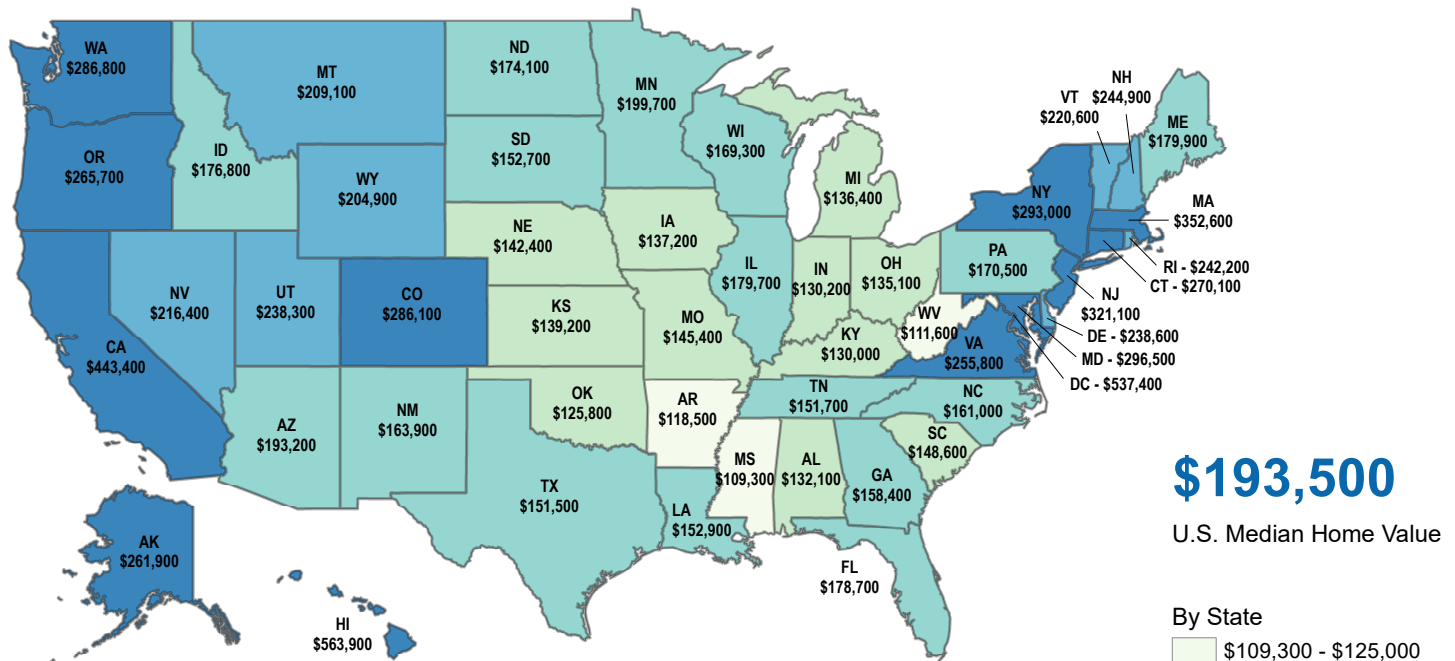 WA
$286,800
MT
$209,100
ND
$174,100
MN
$199,700
NH
$244,900
VT
$220,600
ME
$179,900
OR
$265,700
ID
$176,800
SD
$152,700
WI
$169,300
WY
$204,900
MI
$136,400
NY
$293,000
MA
$352,600
NE
$142,400
IA
$137,200
IL
$179,700
IN
$130,200
OH
$135,100
PA
$170,500
RI - $242,200
CT - $270,100
NJ
$321,100
NV
$216,400
UT
$238,300
CO
$286,100
KS
$139,200
MO
$145,400
WV
$111,600
KY
$130,000
VA
$255,800
DE - $238,600
MD - $296,500
DC - $537,400
CA
$443,400
AZ
$193,200
NM
$163,900
OK
$125,800
AR
$118,500
TN
$151,700
NC
$161,000
SC
$148,600
MS
$109,300
AL
$132,100
GA
$158,400
TX
$151,500
LA
$152,900
FL
$178,700
AK
$261,900
HI
$563,900
$193,500
U.S. Median Home Value
By State
$109,300 - $125,000